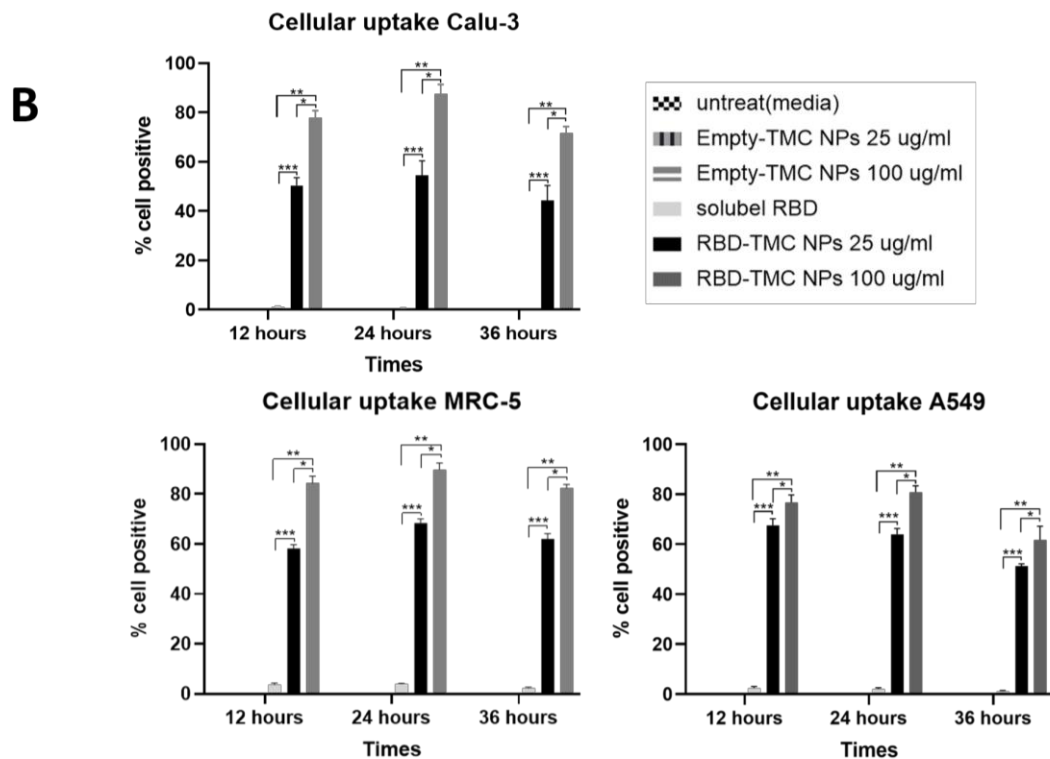 Cellular uptake Calu-3
B
% cell positive
100
80
60
40
20
0
** * ***
** * ***
** * ***
12 hours 24 hours 36 hours
Times
untreat(media)
Empty-TMC NPs 25 ug/ml
Empty-TMC NPs 100 ug/ml
solubel RBD
RBD-TMC NPs 25 ug/ml
RBD-TMC NPs 100 ug/ml
Cellular uptake MRC-5
% cell positive
100
80
60
40
20
0
** * ***
** * ***
** * ***
12 hours 24 hours 36 hours
Times
Cellular uptake A549
% cell positive
100
80
60
40
20
0
** * ***
** * ***
** * ***
12 hours 24 hours 36 hours
Times